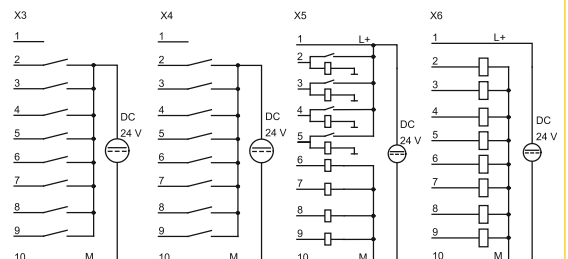 X3 X4 X5 X6
1 1 1 L+ 1 L+
2 2 2 2
3 3 3 3
4 4 4 4
DC DC DC DC
24 V 24 V 24 V 24 V
5 5 5 5
6 6 6 6
7 7 7 7
8 8 8 8
9 9 9 9
10 M 10 M 10 M 10 M